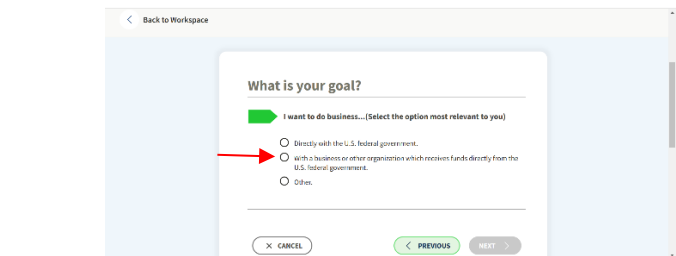 Back to Workspace
What is your goal?
I want to do business...(Select the option most relevant to you)
Directly with the U.S. federal government.
With a business or other organization which receives funds directly from the
U.S. federal government.
Other.
CANCEL
PREVIOUS
NEXT